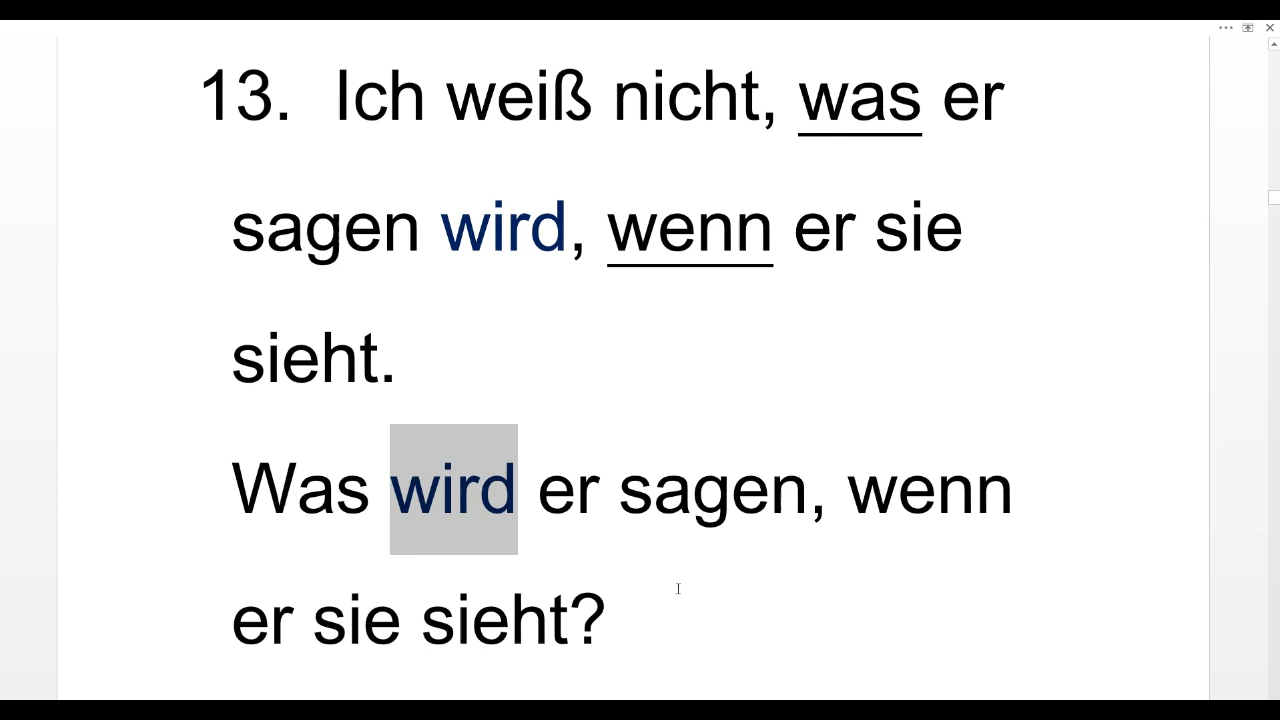 13. Ich weiß nicht, was er
sagen wird, wenn er sie
sieht.
Was wird er sagen, wenn
er sie sieht?